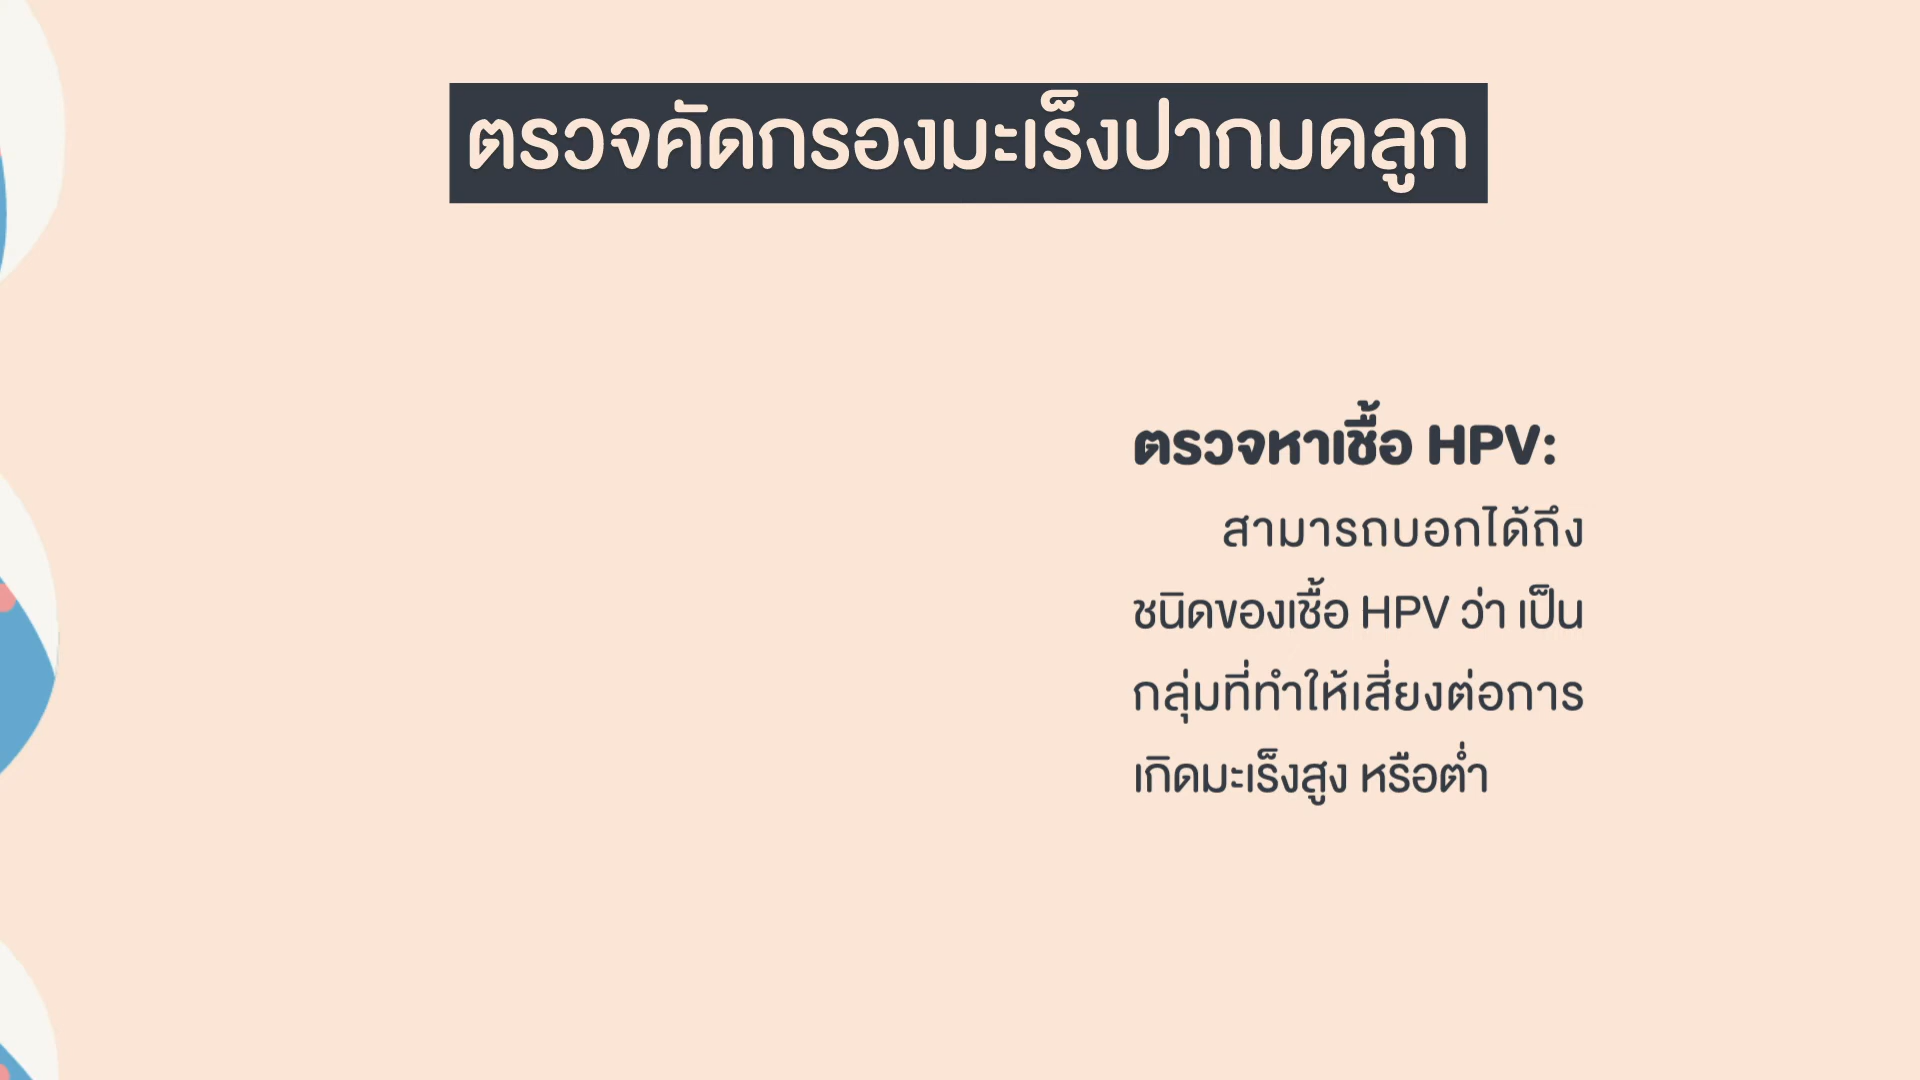 ตรวจคัดกรองมะเร็งปากมดลูก
ตรวจหาเชื้อ HPV:
สามารถบอกได้ถึง
ชนิดของเชื้อ HPV ว่า เป็น
กลุ่มที่ทำให้เสี่ยงต่อการ
เกิดมะเร็งสูง หรือต่ำ